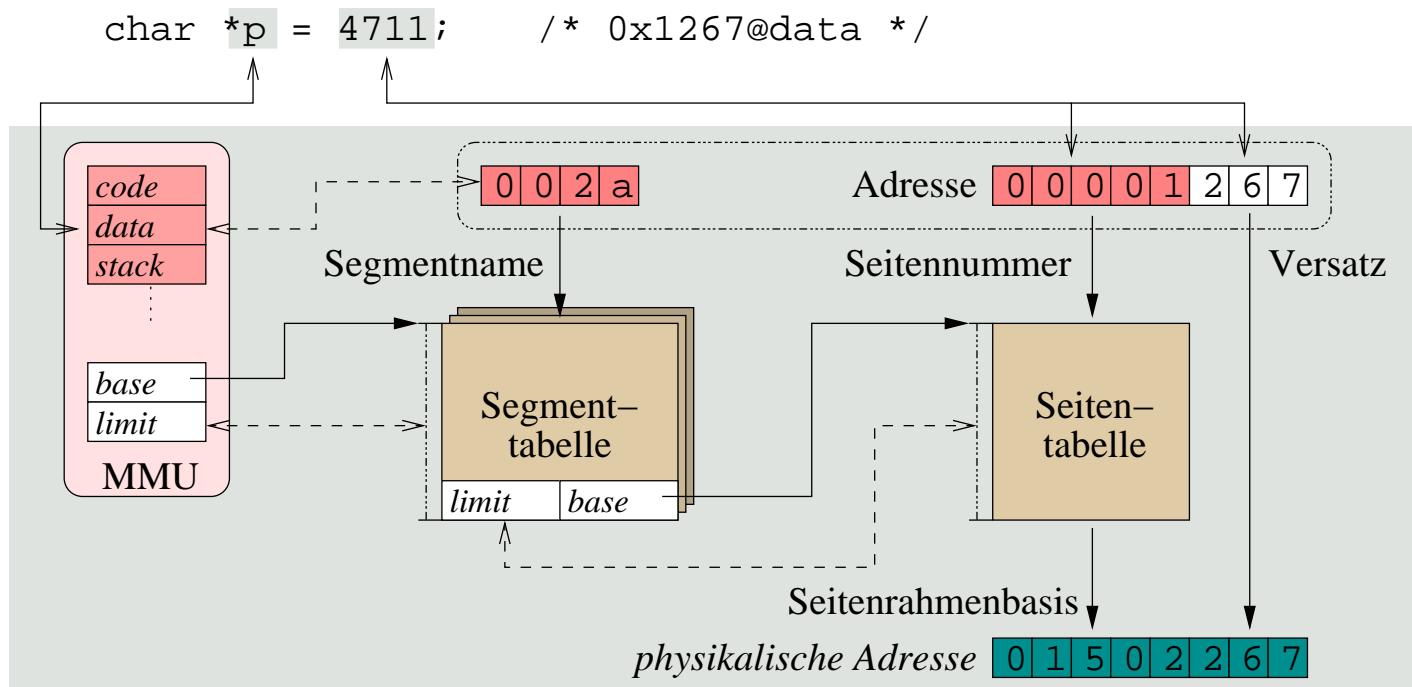 char *p = 4711; /* 0x1267@data */
code
data
stack
0 0 2 a
Adresse 0 0 0 0 1 2 6 7
Segmentname
Seitennummer
Versatz
base
limit
MMU
Segment–
tabelle
limit base
Seiten–
tabelle
Seitenrahmenbasis
physikalische Adresse 0 1 5 0 2 2 6 7